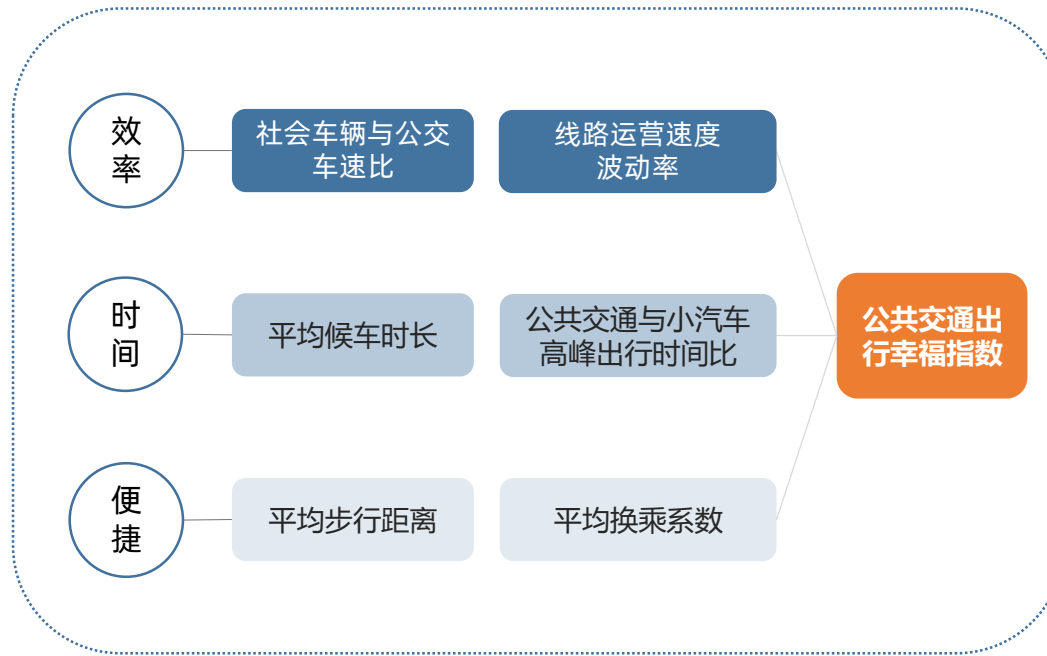 效
率
社会车辆与公交
车速比
线路运营速度
波动率
时
间
平均候车时长
公共交通与小汽车
高峰出行时间比
公共交通出
行幸福指数
便
捷
平均步行距离
平均换乘系数